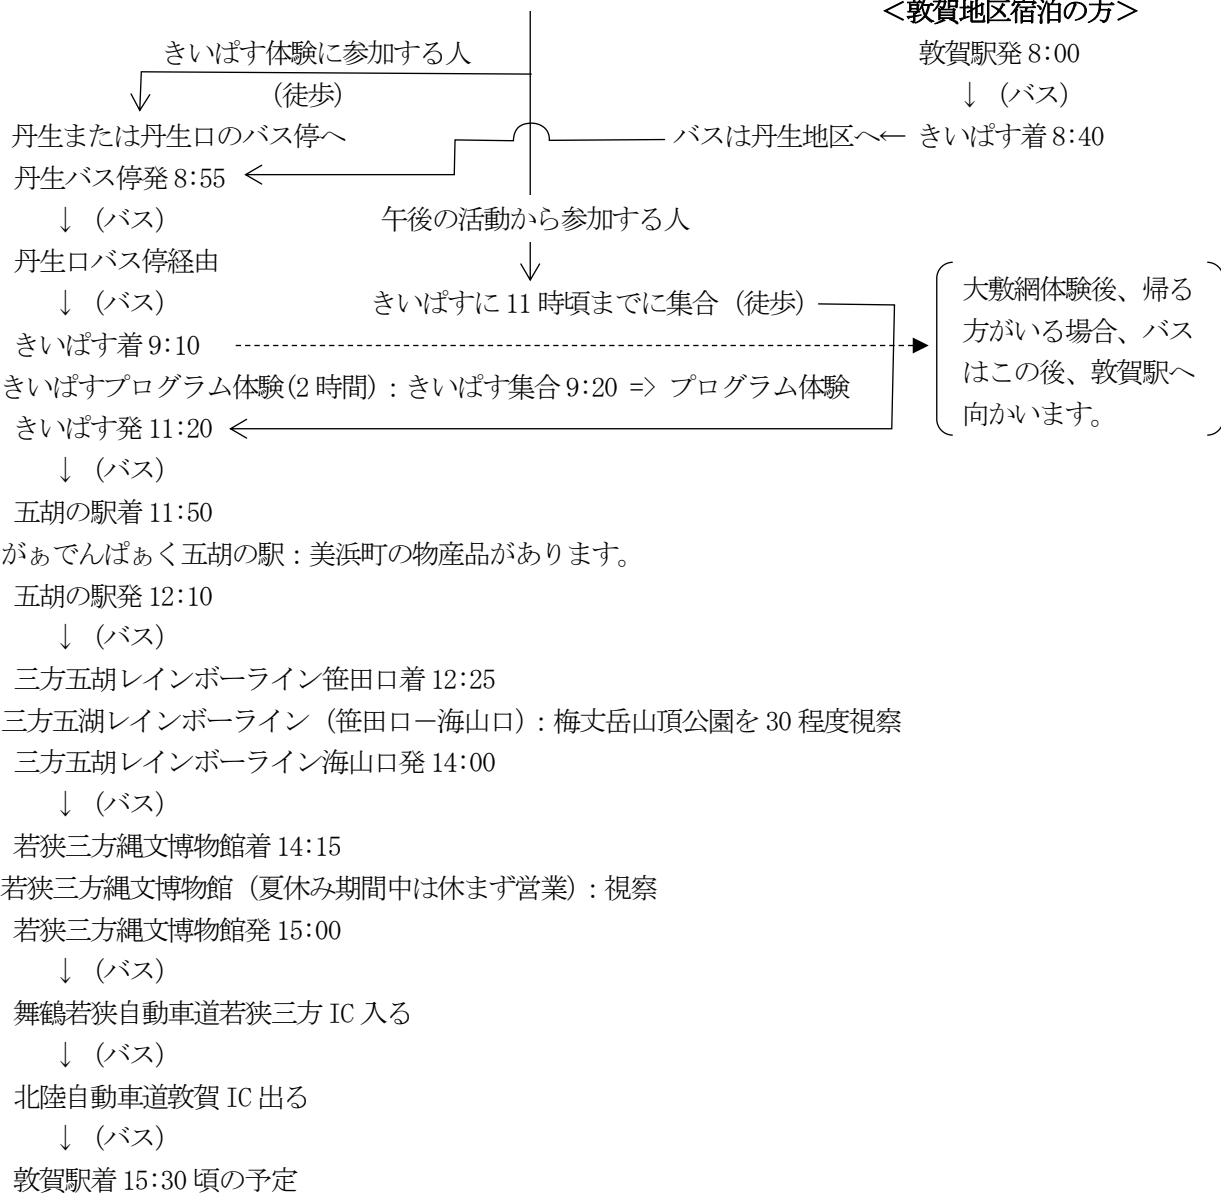 <敦賀地区宿泊の方>
きいぱす体験に参加する人
敦賀駅発 8:00
(徒歩)
↓ (バス)
丹生または丹生口のバス停へ
バスは丹生地区へ← きいぱす着 8:40
丹生バス停発 8:55
↓ (バス)
午後の活動から参加する人
丹生口バス停経由
↓ (バス)
きいぱすに 11 時頃までに集合 (徒歩)
大敷網体験後、帰る
方がいる場合、バス
はこの後、敦賀駅へ
向かいます。
きいぱす着 9:10
きいぱすプログラム体験(2 時間)：きいぱす集合 9:20 => プログラム体験
きいぱす発 11:20
↓ (バス)
五胡の駅着 11:50
がぁでんぱぁく五胡の駅：美浜町の物産品があります。
五胡の駅発 12:10
↓ (バス)
三方五胡レインボーライン笹田口着 12:25
三方五湖レインボーライン (笹田口－海山口)：梅丈岳山頂公園を 30 程度視察
三方五胡レインボーライン海山口発 14:00
↓ (バス)
若狭三方縄文博物館着 14:15
若狭三方縄文博物館 (夏休み期間中は休まず営業)：視察
若狭三方縄文博物館発 15:00
↓ (バス)
舞鶴若狭自動車道若狭三方 IC 入る
↓ (バス)
北陸自動車道敦賀 IC 出る
↓ (バス)
敦賀駅着 15:30 頃の予定